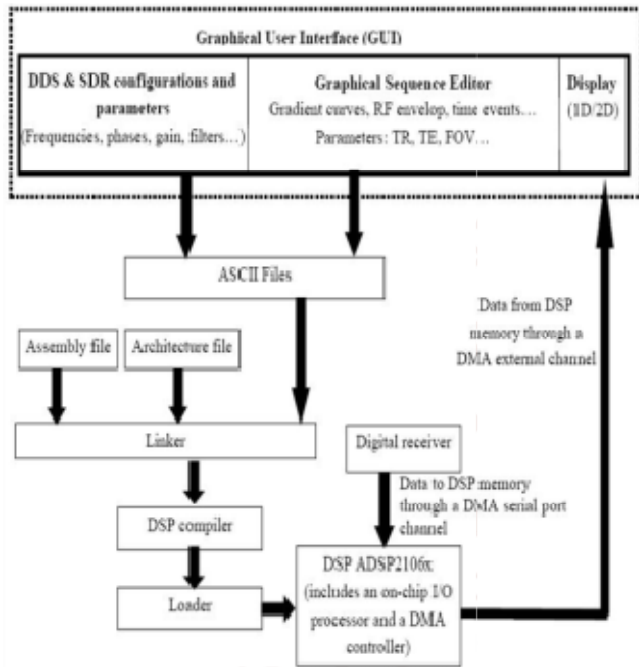 Graphical User Interface (GUI)
DDS & SDR configurations and
parameters
(Frequencies, phases, gain, filters…)
Graphical Sequence Editor
Gradient curves, RF envelop, time events…
Parameters : TR, TE, FOV…
Display
(1D/2D)
ASCII Files
Data from DSP
memory through a
DMA external channel
Assembly file
Architecture file
Linker
Digital receiver
Data to DSP memory
through a DMA serial port
channel
DSP compiler
DSP ADSP2106x
(includes an on-chip I/O
processor and a DMA
controller)
Loader